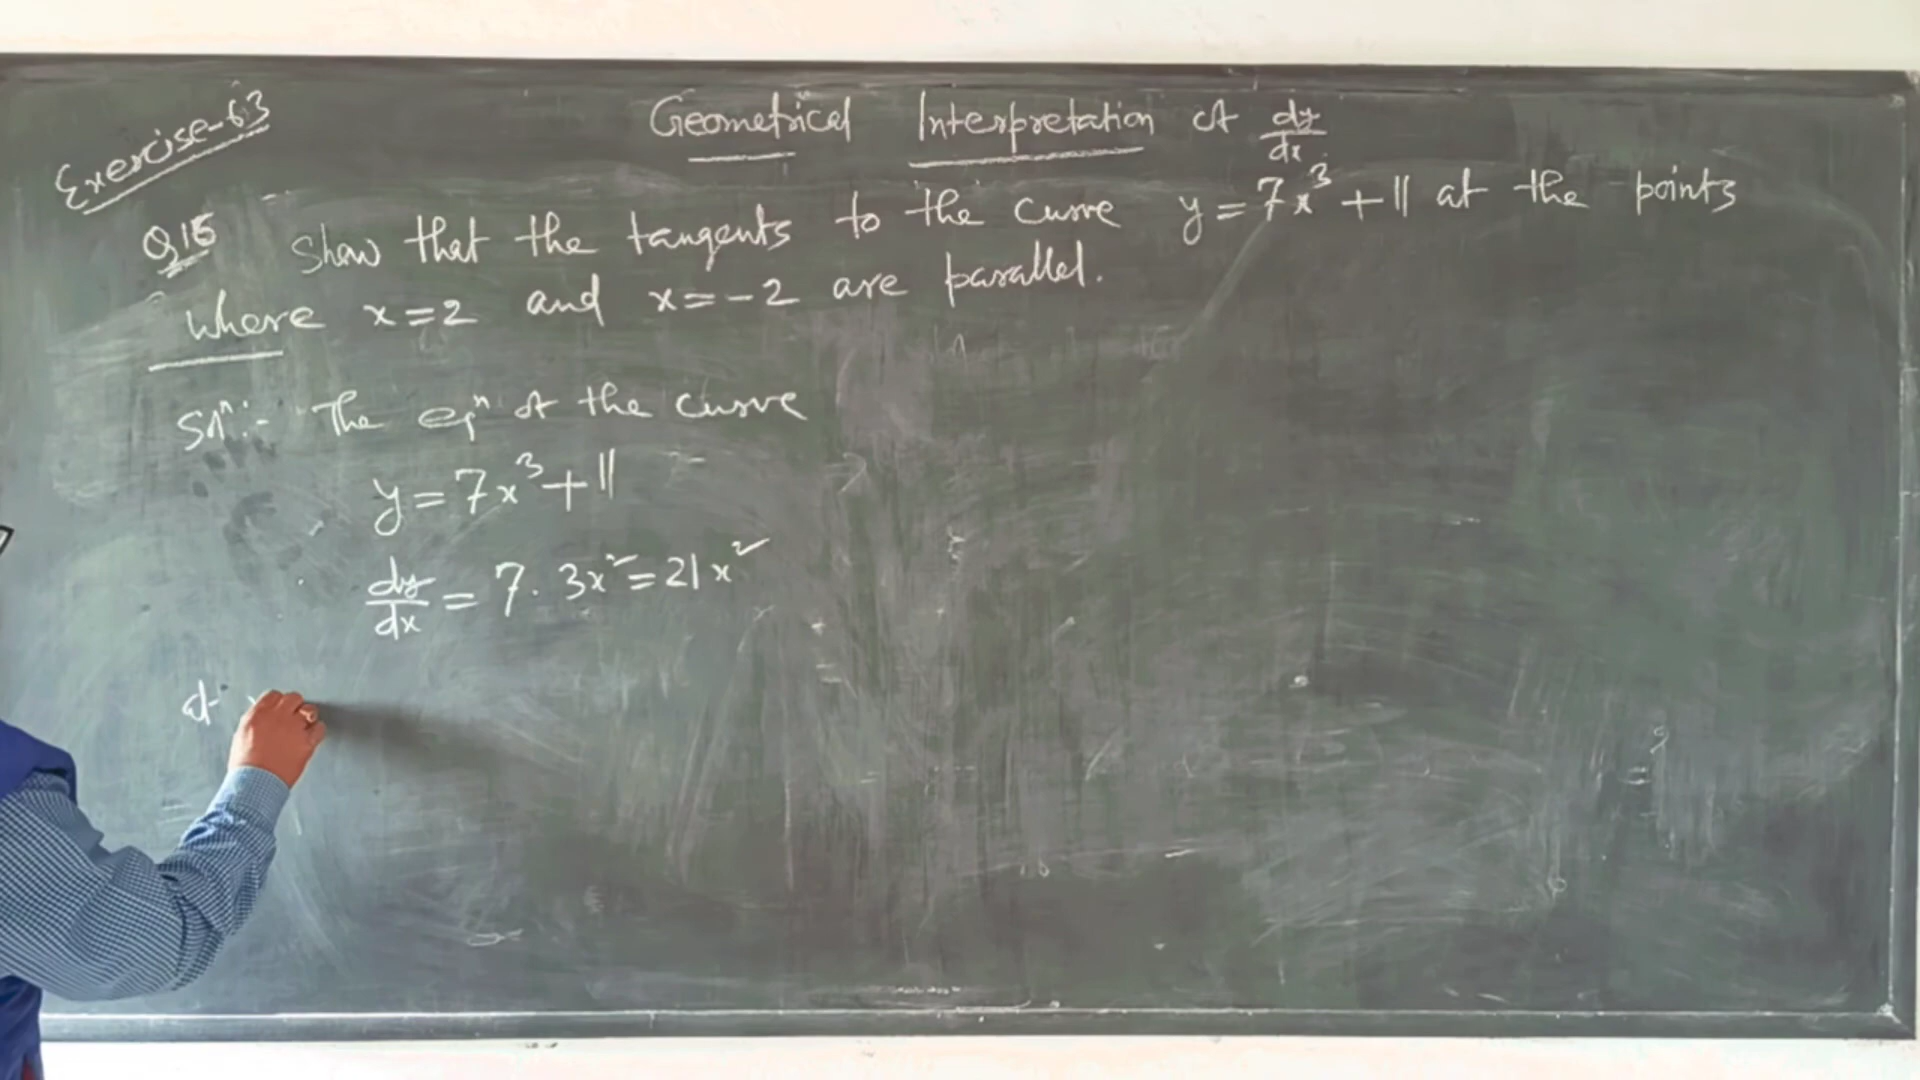 Exercise-6.3
Geometrical Interpretation of dy/dx
Q15 Show that the tangents to the curve y = 7x³ + 11 at the points
where x = 2 and x = -2 are parallel.
Solⁿ:- The eqⁿ of the curve
y = 7x³ + 11
dy/dx = 7. 3x² = 21x²
at